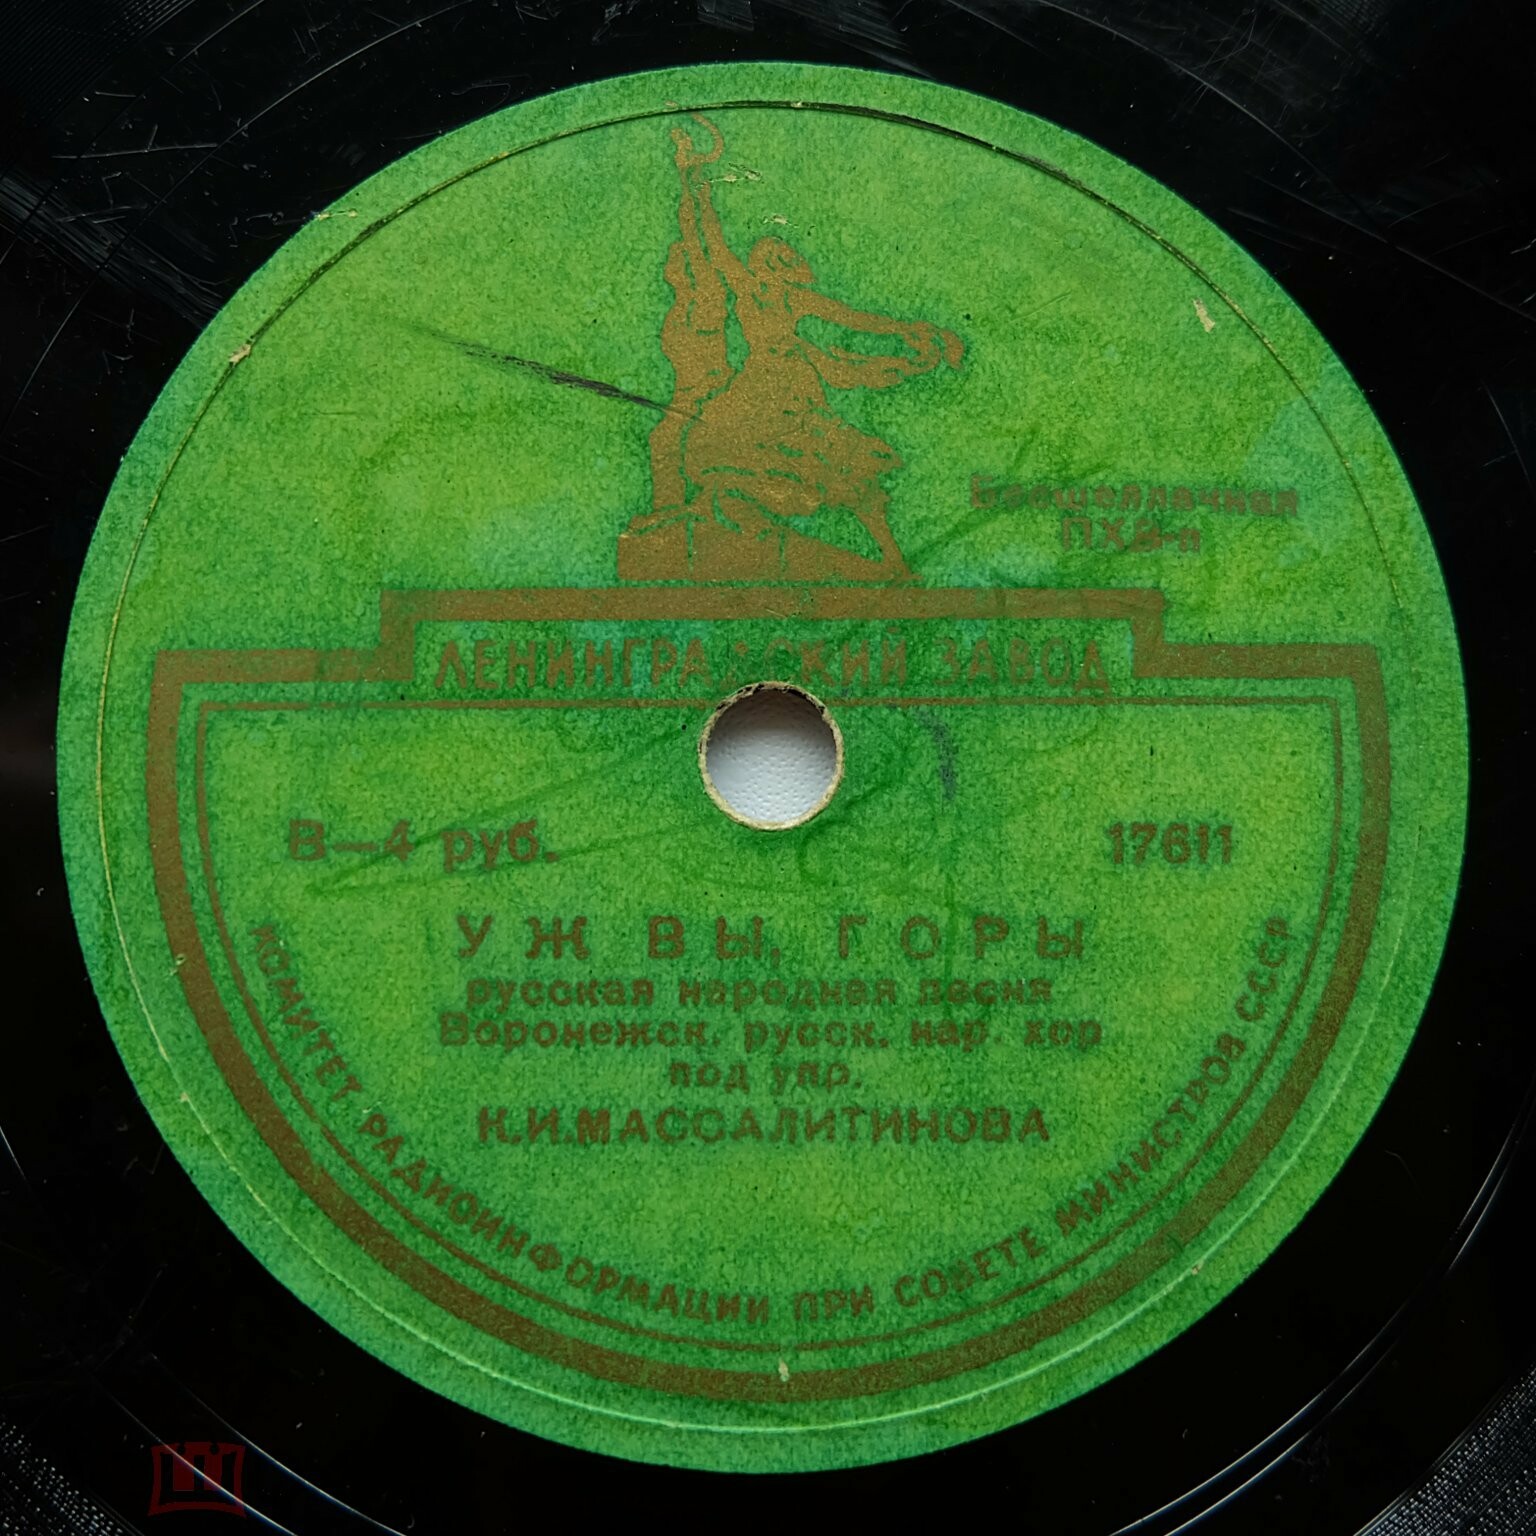 Бесшеллачная
ПХВ-п
ЛЕНИНГРАДСКИЙ ЗАВОД
В—4 руб.
17611
УЖ ВЫ, ГОРЫ
русская народная песня
Воронежск. русск. нар. хор
под упр.
К.И.МАССАЛИТИНОВА
КОМИТЕТ РАДИОИНФОРМАЦИИ ПРИ СОВЕТЕ МИНИСТРОВ СССР